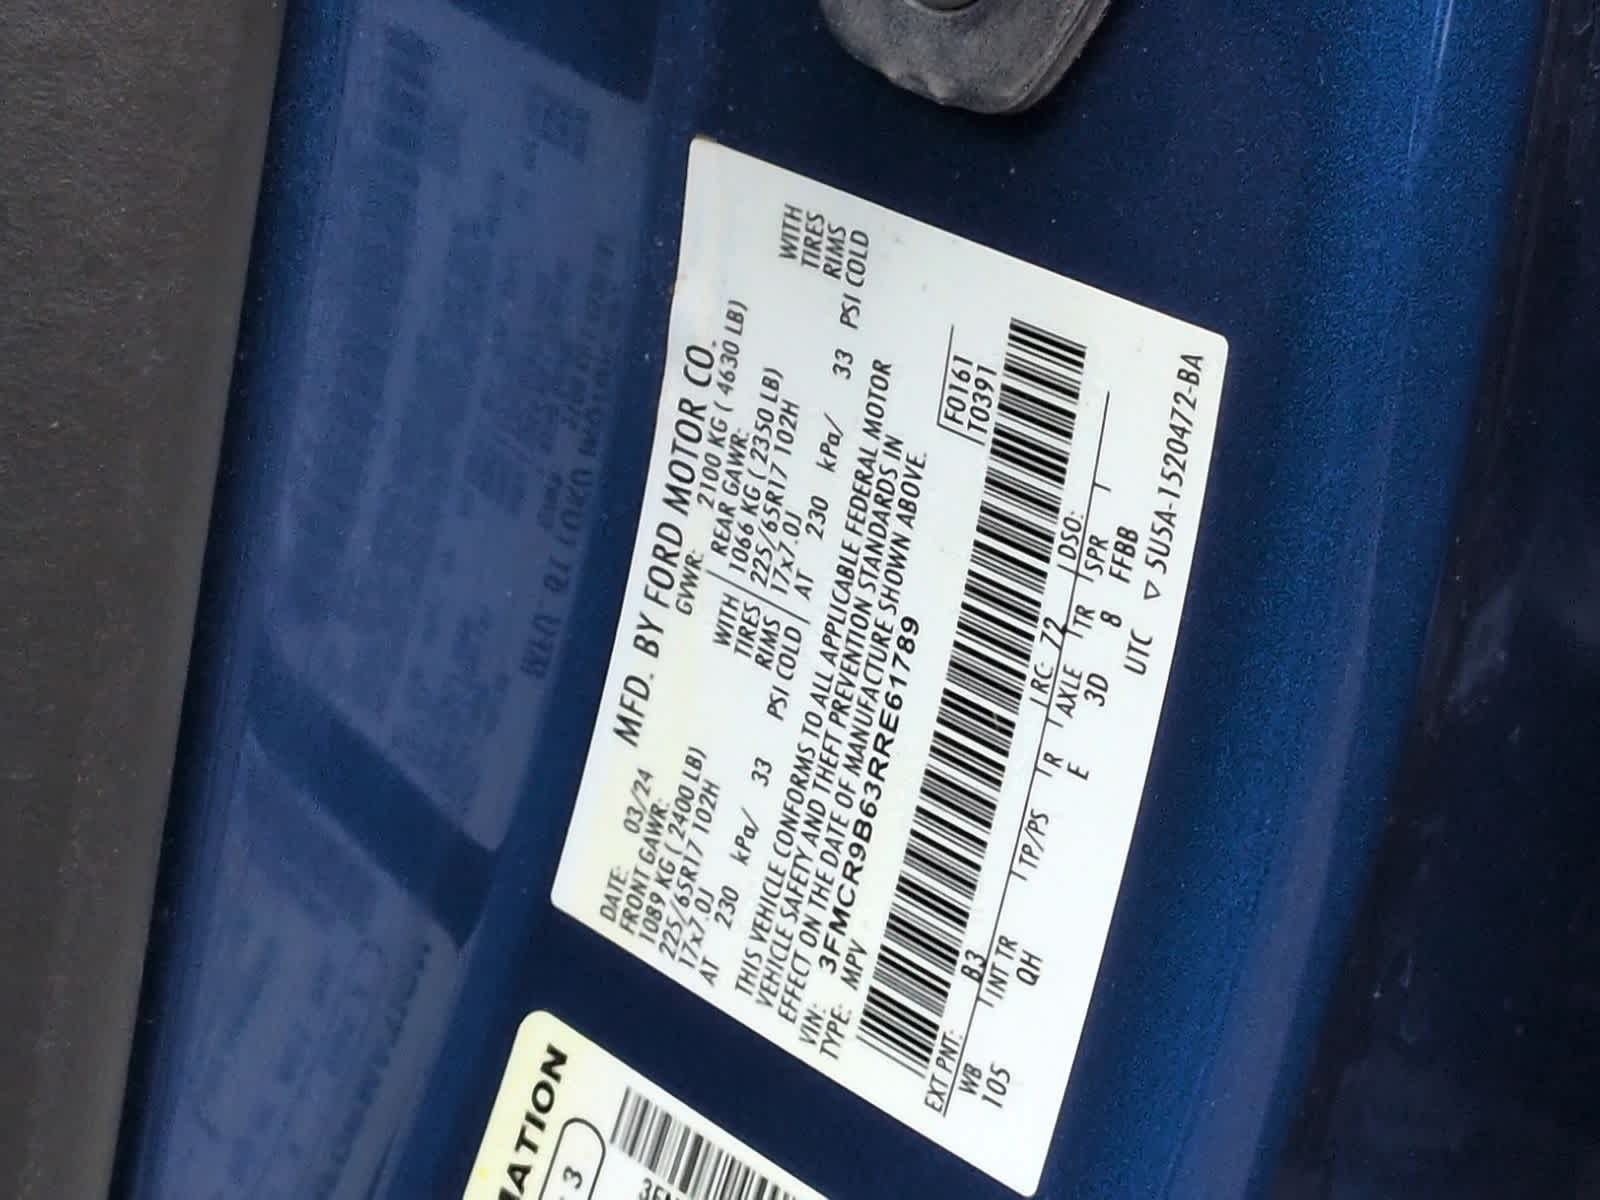 MFD. BY FORD MOTOR CO.
DATE: 03/24 GVWR: 2100 KG ( 4630 LB)
FRONT GAWR: REAR GAWR:
1089 KG ( 2400 LB) WITH 1066 KG ( 2350 LB) WITH
225/65R17 102H TIRES 225/65R17 102H TIRES
17x7.0J RIMS 17x7.0J RIMS
AT 230 kPa/ 33 PSI COLD AT 230 kPa/ 33 PSI COLD
THIS VEHICLE CONFORMS TO ALL APPLICABLE FEDERAL MOTOR
VEHICLE SAFETY AND THEFT PREVENTION STANDARDS IN
EFFECT ON THE DATE OF MANUFACTURE SHOWN ABOVE.
VIN: 3FMCR9B63RRE61789 F0161
TYPE: MPV T0391
EXT PNT: B3 RC: 72 DSO:
WB INT TR TP/PS R AXLE TR SPR
105 QH E 3D 8 FFBB
UTC ▽ 5U5A-1520472-BA
MATION
3